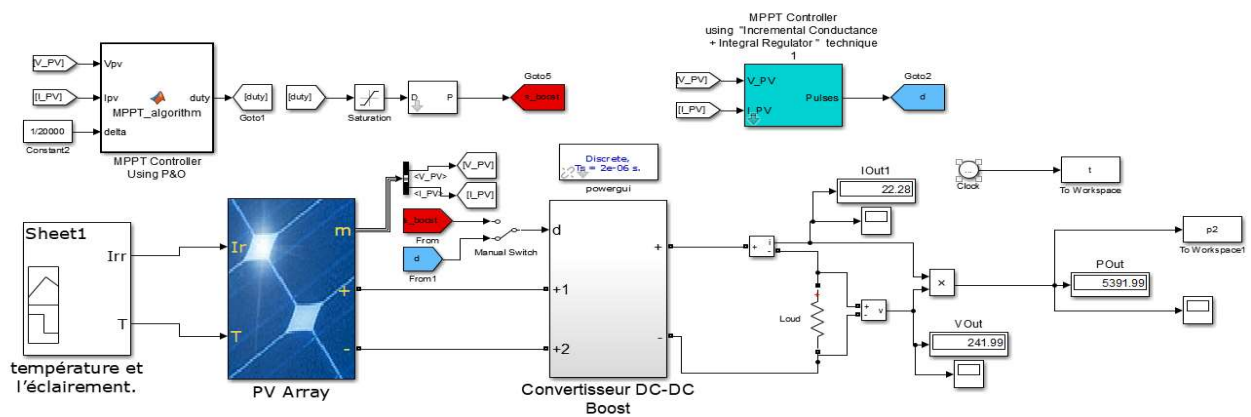 MPPT Controller
using "Incremental Conductance
+ Integral Regulator " technique
1
[V_PV]
Vpv
[I_PV]
Ipv
MPPT_algorithm
duty
[duty]
Goto1
1/20000
delta
Constant2
MPPT Controller
Using P&O
[duty]
Saturation
D
P
Goto5
[V_PV]
V_PV
[I_PV]
I_PV
Pulses
Goto2
d
<V_PV>
[V_PV]
<I_PV>
[I_PV]
Discrete,
Ts = 2e-06 s.
powergui
Clock
t
To Workspace
IOut1
22.28
Sheet1
Irr
T
température et
l'éclairement.
Ir
T
m
+
-
PV Array
From
d
From1
Manual Switch
d
+1
+2
+
-
Convertisseur DC-DC
Boost
+
-
i
+
Loud
+
-
v
×
p2
To Workspace1
POut
5391.99
VOut
241.99